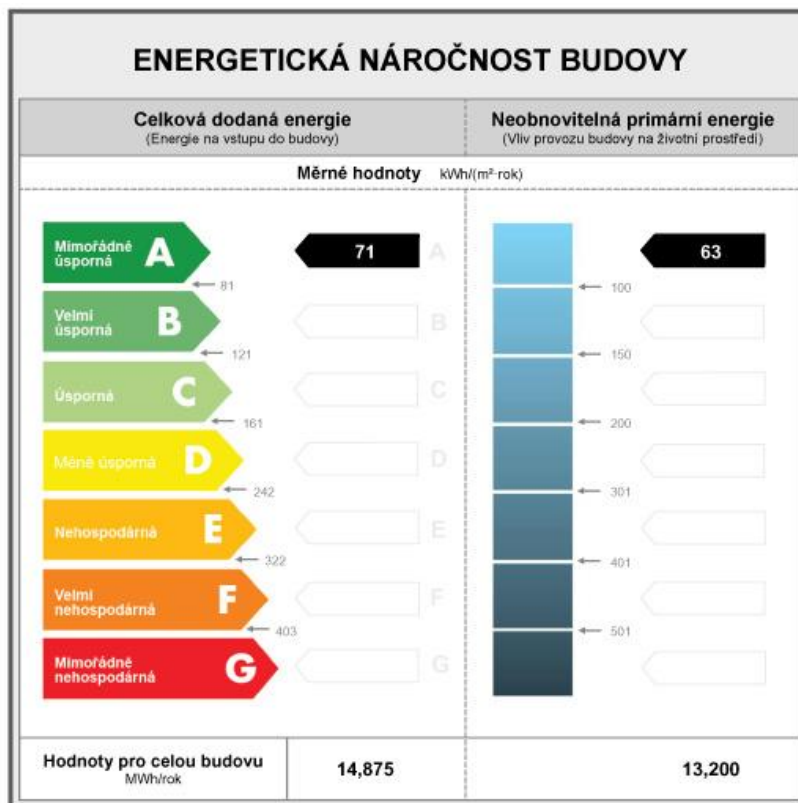 ENERGETICKÁ NÁROČNOST BUDOVY
Celková dodaná energie
(Energie na vstupu do budovy)
Neobnovitelná primární energie
(Vliv provozu budovy na životní prostředí)
Měrné hodnoty kWh/(m²·rok)
Mimořádně
úsporná
A
71
A
63
81
100
Velmi
úsporná
B
B
121
150
Úsporná
C
C
161
200
Méně úsporná
D
D
242
301
Nehospodárná
E
E
322
401
Velmi
nehospodárná
F
F
403
501
Mimořádně
nehospodárná
G
G
Hodnoty pro celou budovu
MWh/rok
14,875
13,200